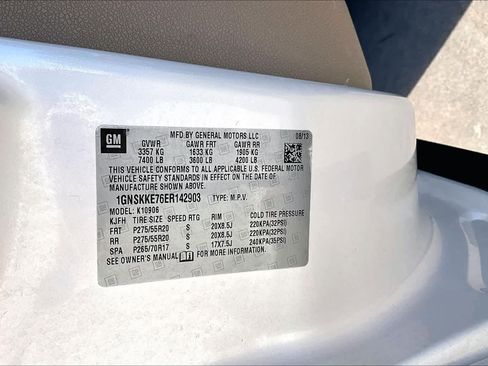 GM
MFD BY GENERAL MOTORS LLC 08/13
GVWR GAWR FRT GAWR RR
3357 KG 1633 KG 1905 KG
7400 LB 3600 LB 4200 LB
THIS VEHICLE CONFORMS TO ALL APPLICABLE U.S. FEDERAL MOTOR
VEHICLE SAFETY STANDARDS IN EFFECT ON THE DATE OF
MANUFACTURE SHOWN ABOVE.
1GNSKKE76ER142903 TYPE: M.P.V.
MODEL: K10906
KJFH TIRE SIZE SPEED RTG RIM COLD TIRE PRESSURE
FRT P275/55R20 S 20X8.5J 220KPA(32PSI)
RR P275/55R20 S 20X8.5J 220KPA(32PSI)
SPA P265/70R17 S 17X7.5J 240KPA(35PSI)
SEE OWNER'S MANUAL FOR MORE INFORMATION.